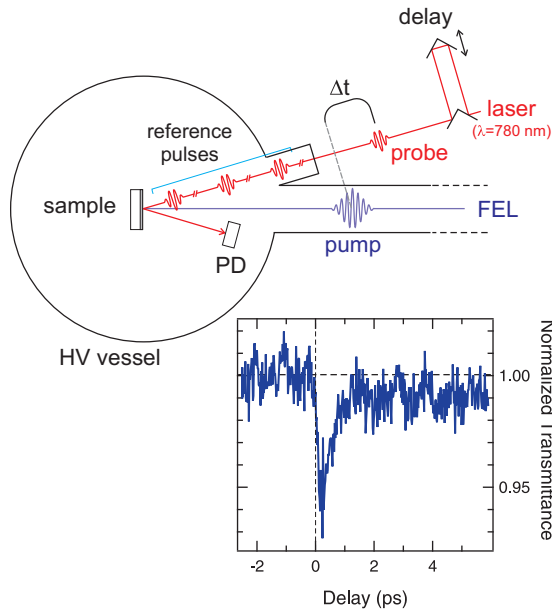 delay
Δt
laser
(λ=780 nm)
reference
pulses
probe
sample
FEL
PD
pump
HV vessel
1.00
0.95
Normalized Transmittance
-2
0
2
4
Delay (ps)